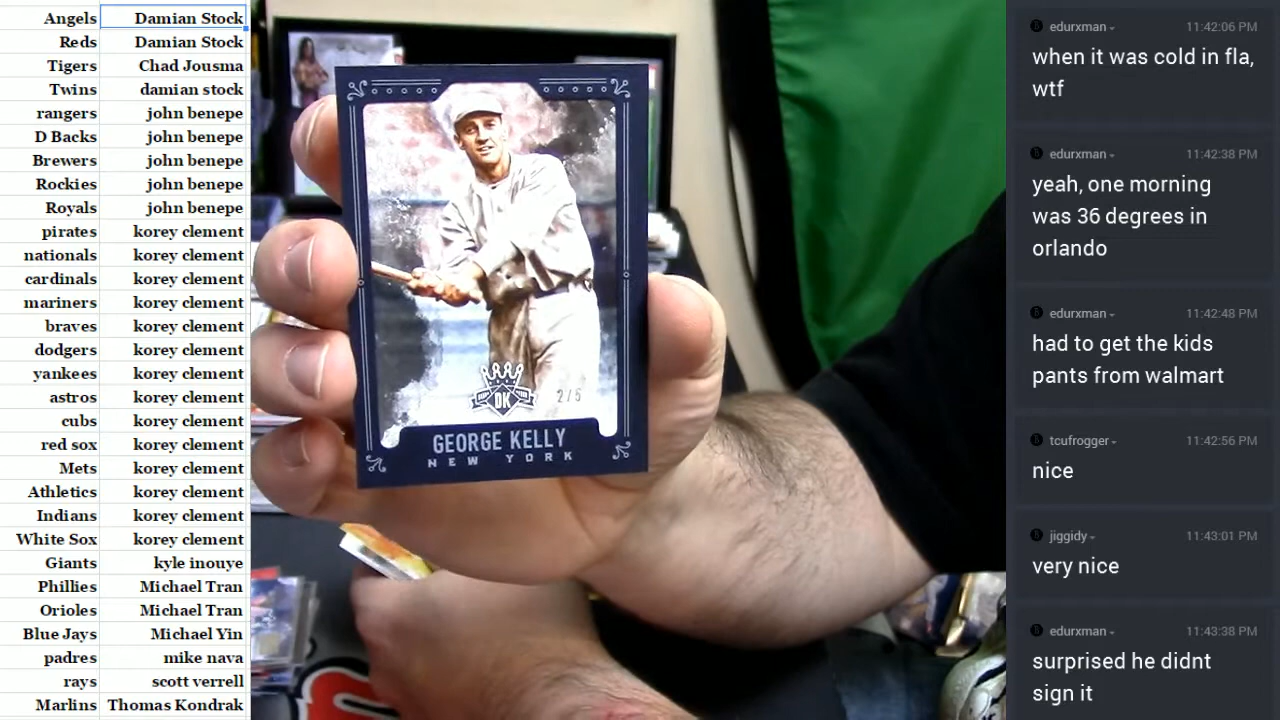 Angels Damian Stock
Reds Damian Stock
Tigers Chad Jousma
Twins damian stock
rangers john benepe
D Backs john benepe
Brewers john benepe
Rockies john benepe
Royals john benepe
pirates korey clement
nationals korey clement
cardinals korey clement
mariners korey clement
braves korey clement
dodgers korey clement
yankees korey clement
astros korey clement
cubs korey clement
red sox korey clement
Mets korey clement
Athletics korey clement
Indians korey clement
White Sox korey clement
Giants kyle inouye
Phillies Michael Tran
Orioles Michael Tran
Blue Jays Michael Yin
padres mike nava
rays scott verrell
Marlins Thomas Kondrak
DK
2/5
GEORGE KELLY
NEW YORK
edurxman 11:42:06 PM
when it was cold in fla,
wtf
edurxman 11:42:38 PM
yeah, one morning
was 36 degrees in
orlando
edurxman 11:42:48 PM
had to get the kids
pants from walmart
tcufrogger 11:42:56 PM
nice
jiggidy 11:43:01 PM
very nice
edurxman 11:43:38 PM
surprised he didnt
sign it